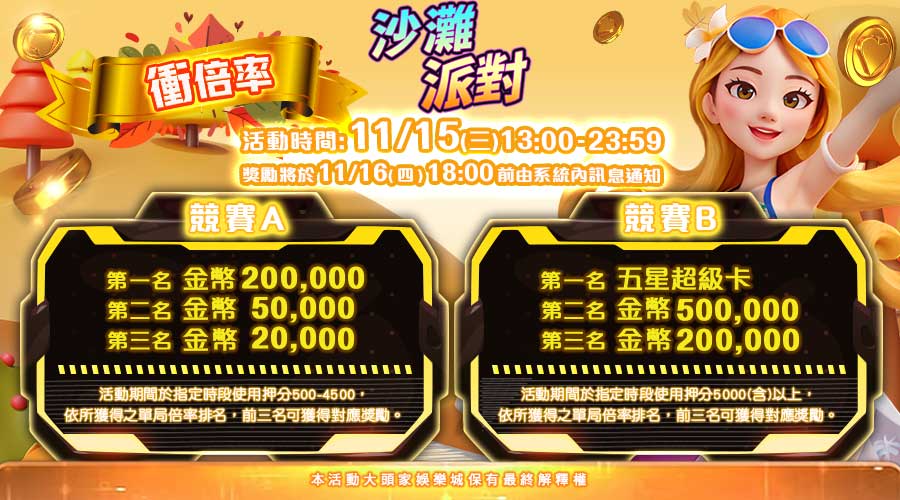 衝倍率
沙灘
派對
活動時間:11/15(三)13:00-23:59
獎勵將於11/16(四)18:00前由系統內訊息通知
競賽A
第一名 金幣 200,000
第二名 金幣 50,000
第三名 金幣 20,000
活動期間於指定時段使用押分500-4500，
依所獲得之單局倍率排名，前三名可獲得對應獎勵。
競賽B
第一名 五星超級卡
第二名 金幣 500,000
第三名 金幣 200,000
活動期間於指定時段使用押分5000(含)以上，
依所獲得之單局倍率排名，前三名可獲得對應獎勵。
本活動大頭家娛樂城保有最終解釋權